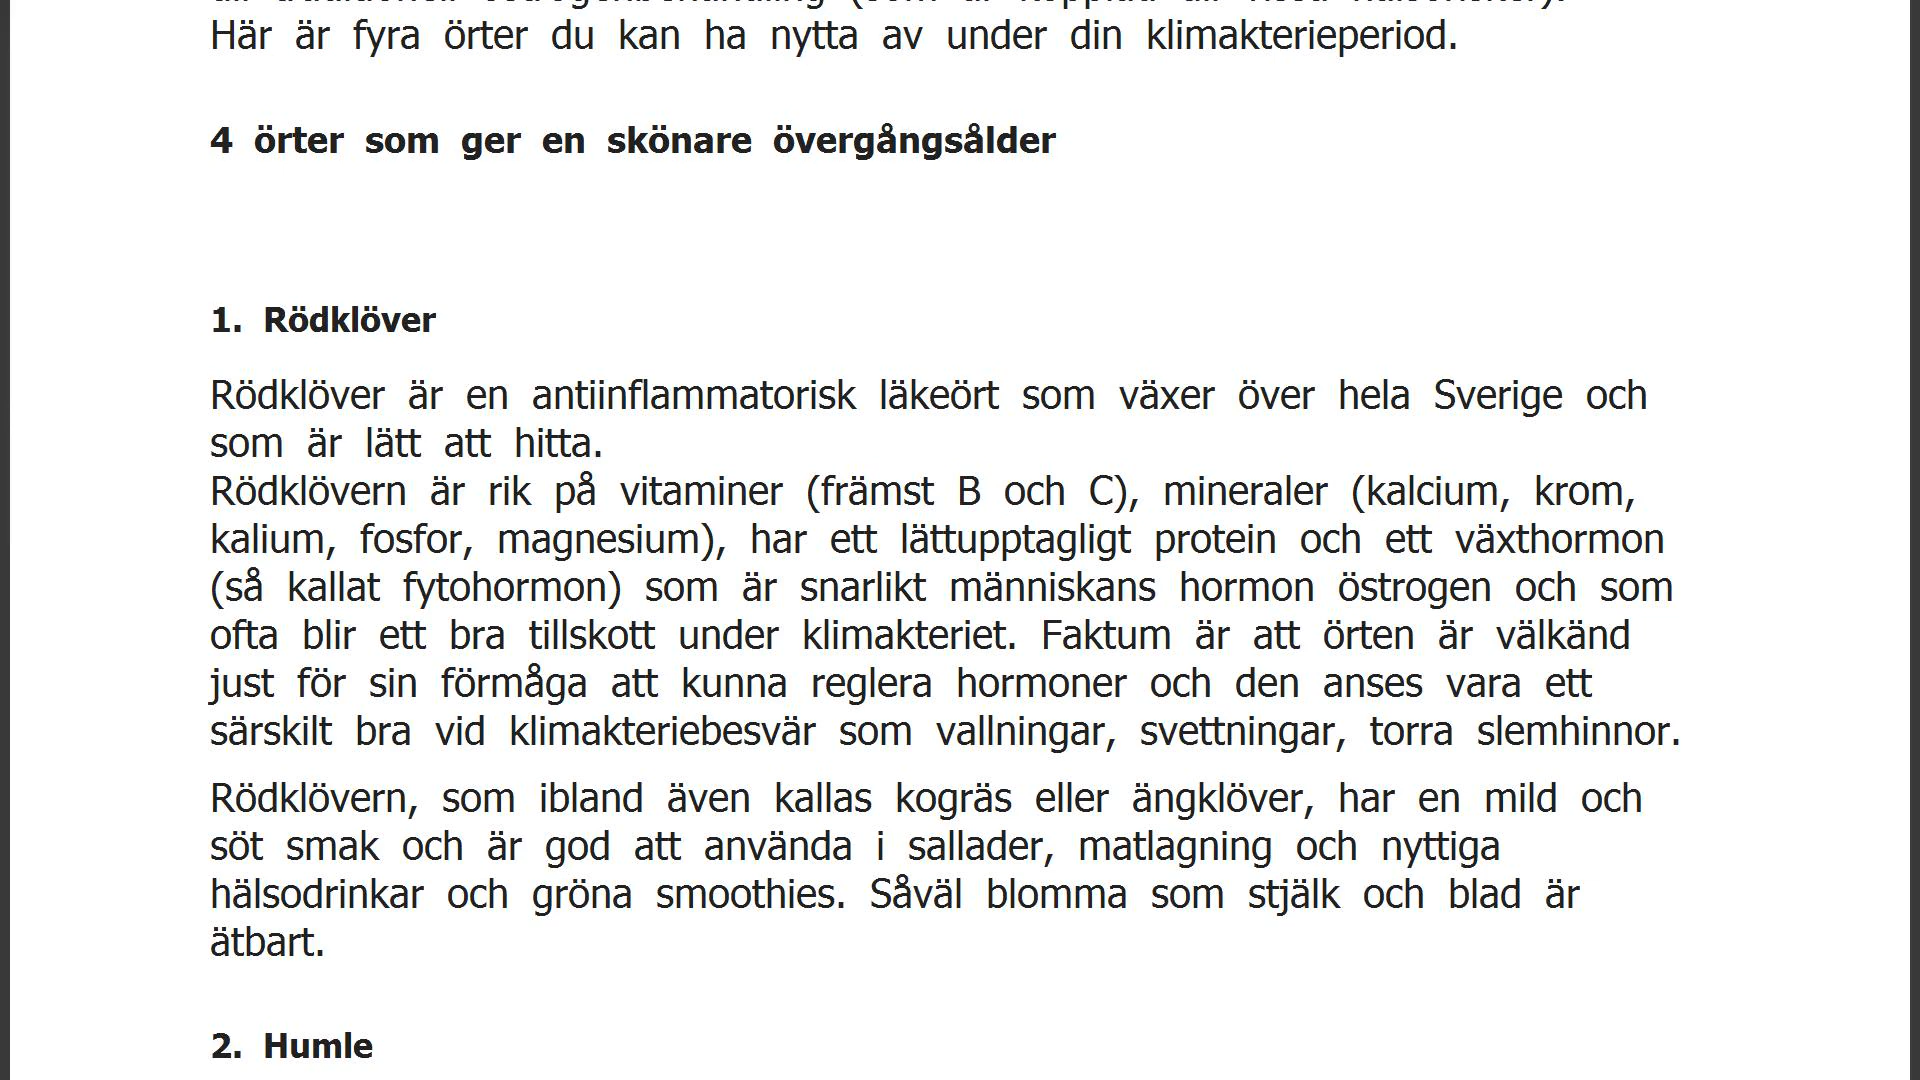 Här är fyra örter du kan ha nytta av under din klimakterieperiod.
4 örter som ger en skönare övergångsålder
1. Rödklöver
Rödklöver är en antiinflammatorisk läkeört som växer över hela Sverige och
som är lätt att hitta.
Rödklövern är rik på vitaminer (främst B och C), mineraler (kalcium, krom,
kalium, fosfor, magnesium), har ett lättupptagligt protein och ett växthormon
(så kallat fytohormon) som är snarlikt människans hormon östrogen och som
ofta blir ett bra tillskott under klimakteriet. Faktum är att örten är välkänd
just för sin förmåga att kunna reglera hormoner och den anses vara ett
särskilt bra vid klimakteriebesvär som vallningar, svettningar, torra slemhinnor.
Rödklövern, som ibland även kallas kogräs eller ängklöver, har en mild och
söt smak och är god att använda i sallader, matlagning och nyttiga
hälsodrinkar och gröna smoothies. Såväl blomma som stjälk och blad är
ätbart.
2. Humle